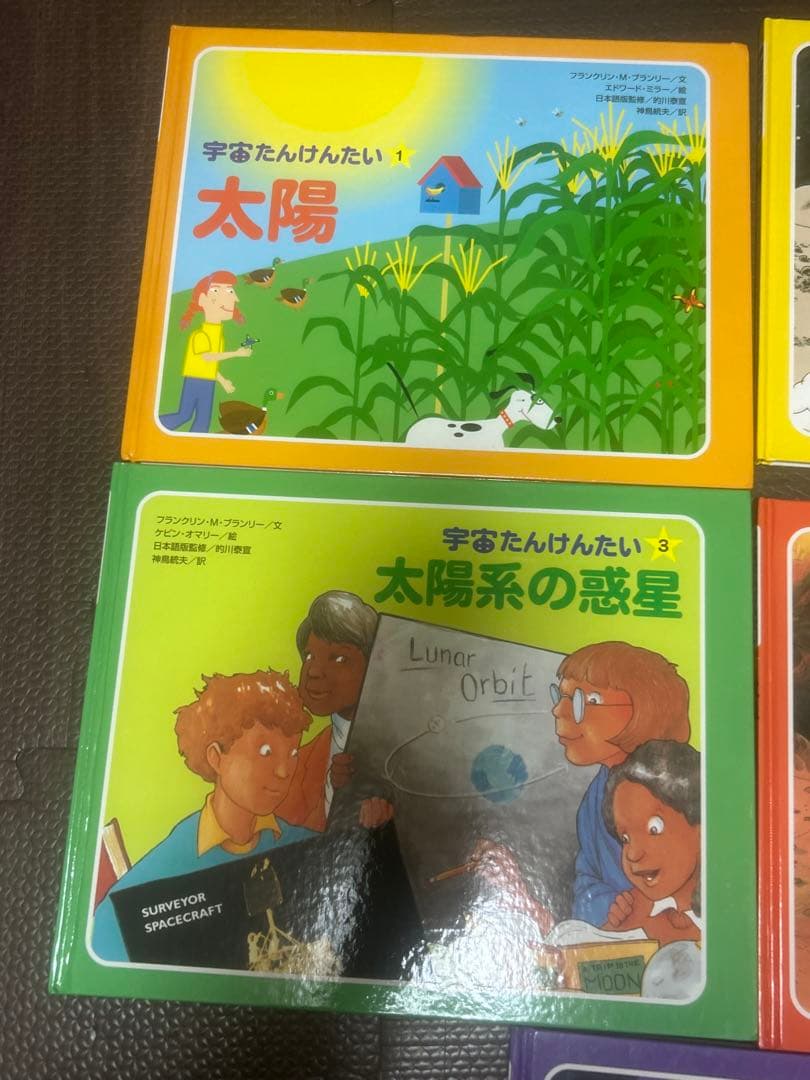 フランクリン・M・ブランリー／文
エドワード・ミラー／絵
日本語版監修／的川泰宣
神鳥統夫／訳
宇宙たんけんたい 1
太陽
フランクリン・M・ブランリー／文
ケビン・オマリー／絵
日本語版監修／的川泰宣
神鳥統夫／訳
宇宙たんけんたい 3
太陽系の惑星
Lunar
Orbit
SURVEYOR
SPACECRAFT
A TRIP TO THE
MOON